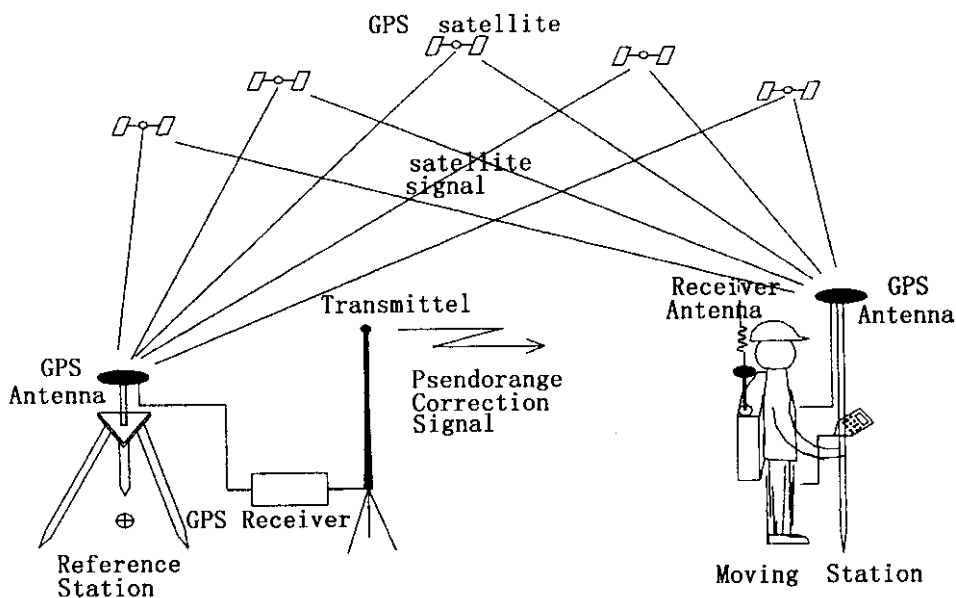 GPS satellite
satellite
signal
Transmittel
Receiver
Antenna
GPS
Antenna
GPS
Antenna
Psendorange
Correction
Signal
GPS Receiver
Reference
Station
Moving Station